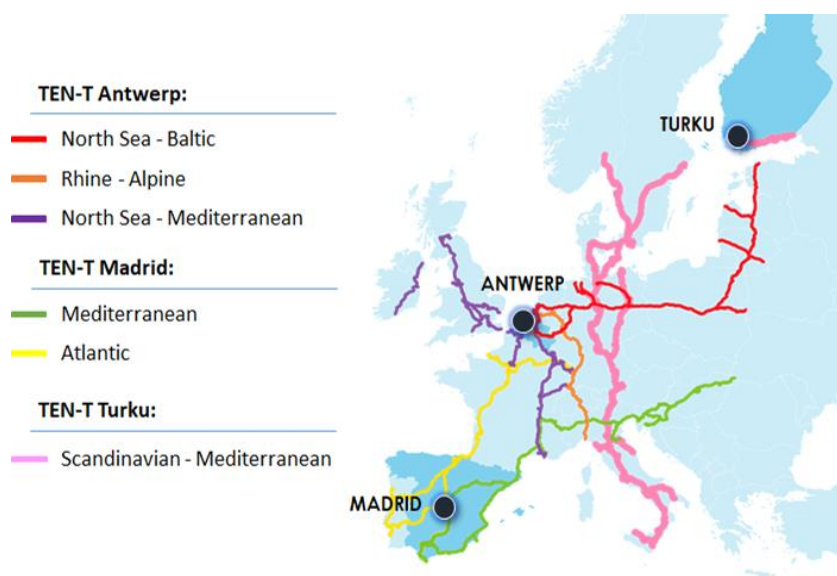 TEN-T Antwerp:
North Sea - Baltic
Rhine - Alpine
North Sea - Mediterranean
TEN-T Madrid:
Mediterranean
Atlantic
TEN-T Turku:
Scandinavian - Mediterranean
TURKU
ANTWERP
MADRID